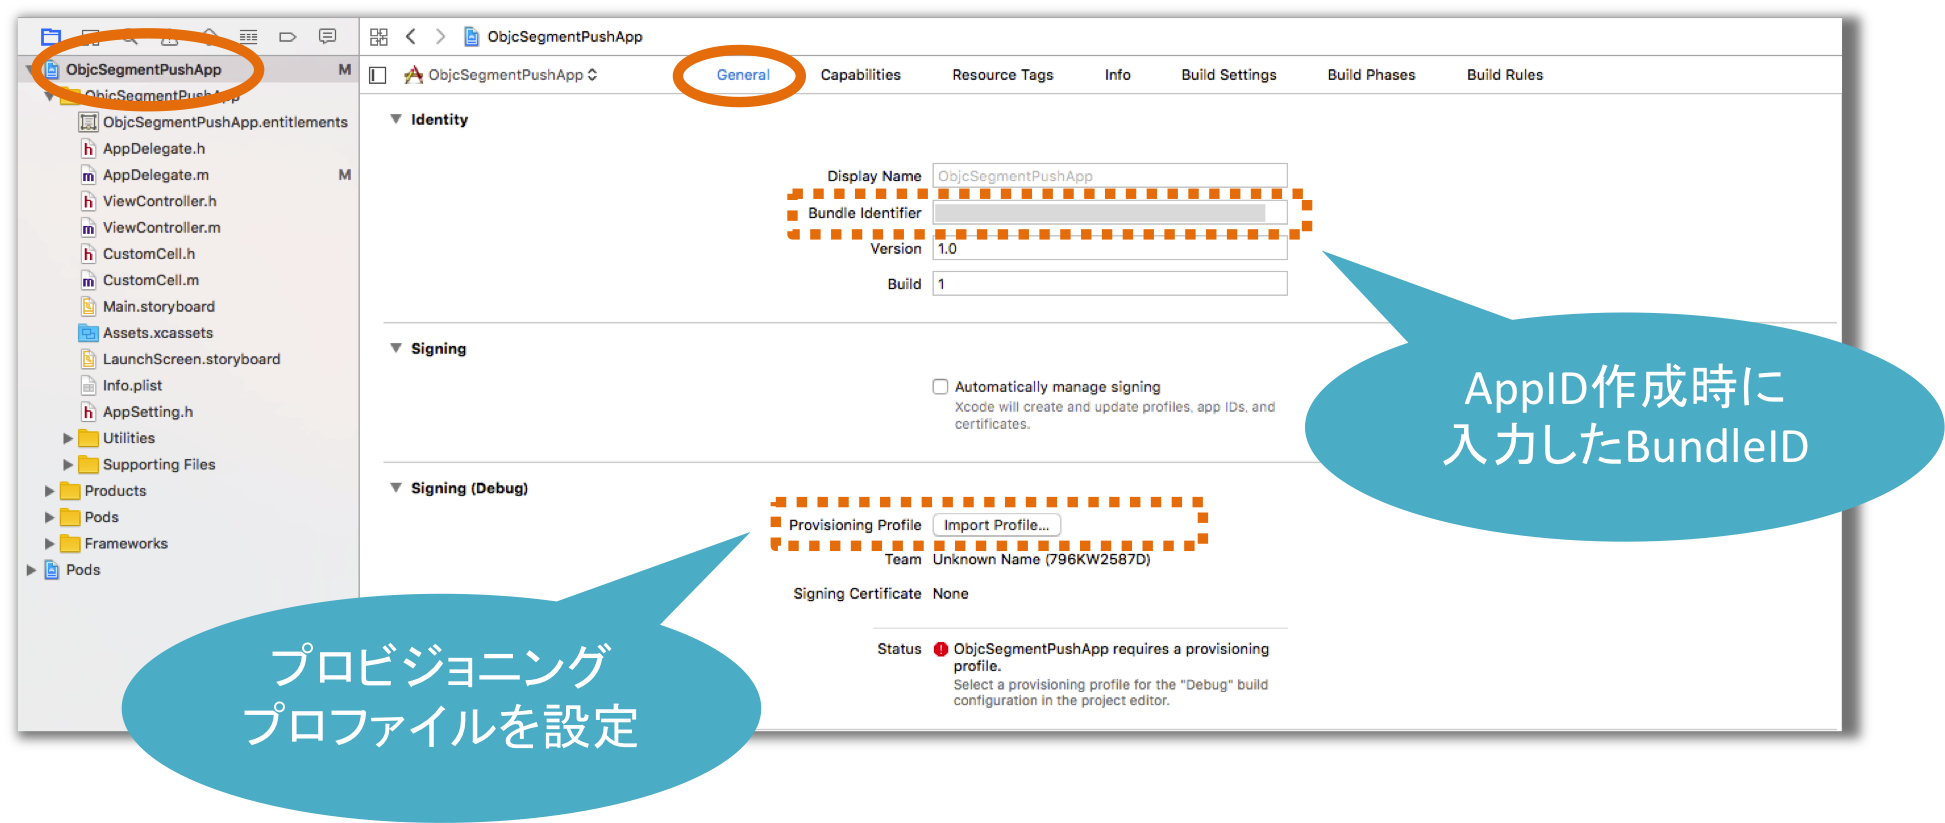 ObjcSegmentPushApp
ObjcSegmentPushApp M
ObjcSegmentPushApp
ObjcSegmentPushApp.entitlements
AppDelegate.h
AppDelegate.m M
ViewController.h
ViewController.m
CustomCell.h
CustomCell.m
Main.storyboard
Assets.xcassets
LaunchScreen.storyboard
Info.plist
AppSetting.h
Utilities
Supporting Files
Products
Pods
Frameworks
Pods
ObjcSegmentPushApp General Capabilities Resource Tags Info Build Settings Build Phases Build Rules
Identity
Display Name ObjcSegmentPushApp
Bundle Identifier
Version 1.0
Build 1
Signing
Automatically manage signing
Xcode will create and update profiles, app IDs, and
certificates.
Signing (Debug)
Provisioning Profile Import Profile...
Team Unknown Name (796KW2587D)
Signing Certificate None
Status ObjcSegmentPushApp requires a provisioning
profile.
Select a provisioning profile for the "Debug" build
configuration in the project editor.
AppID作成時に
入力したBundleID
プロビジョニング
プロファイルを設定